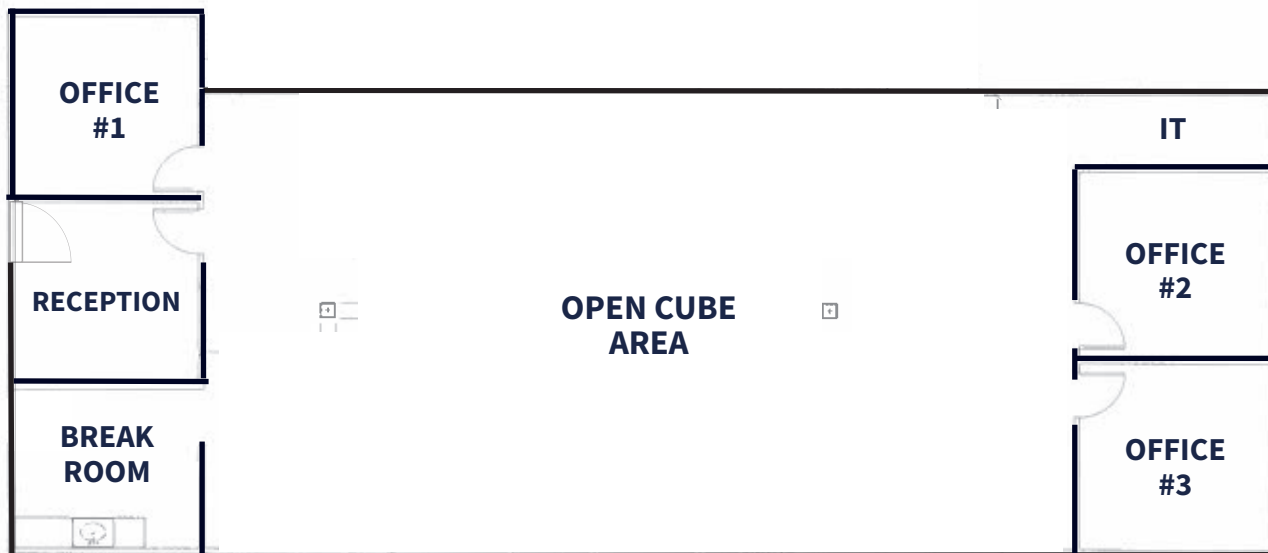 OFFICE
#1
RECEPTION
BREAK
ROOM
OPEN CUBE
AREA
IT
OFFICE
#2
OFFICE
#3